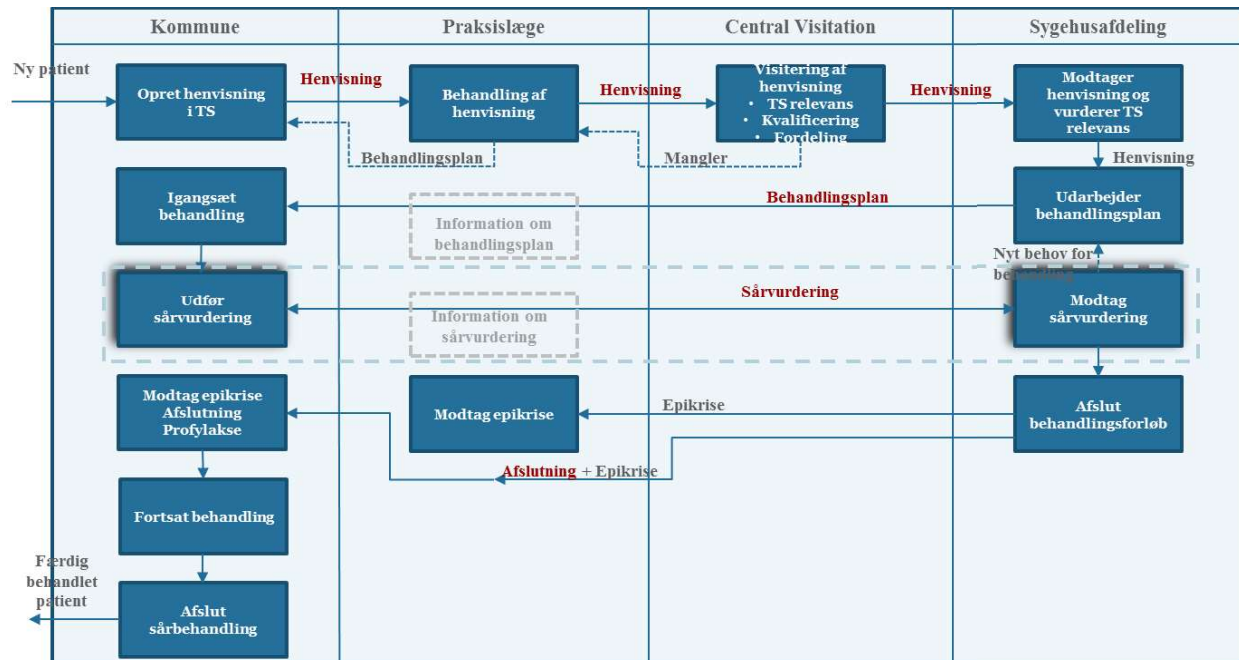 Kommune
Praksislæge
Central Visitation
Sygehusafdeling
Ny patient
Opret henvisning
i TS
Henvisning
Behandling af
henvisning
Henvisning
Visitering af
henvisning
• TS relevans
• Kvalificering
• Fordeling
Henvisning
Modtager
henvisning og
vurderer TS
relevans
Behandlingsplan
Mangler
Henvisning
Igangsæt
behandling
Information om
behandlingsplan
Behandlingsplan
Udarbejder
behandlingsplan
Nyt behov for
behandling
Udfør
sårvurdering
Information om
sårvurdering
Sårvurdering
Modtag
sårvurdering
Modtag epikrise
Afslutning
Profylakse
Modtag epikrise
Epikrise
Afslut
behandlingsforløb
Afslutning + Epikrise
Fortsat behandling
Færdig
behandlet
patient
Afslut
sårbehandling